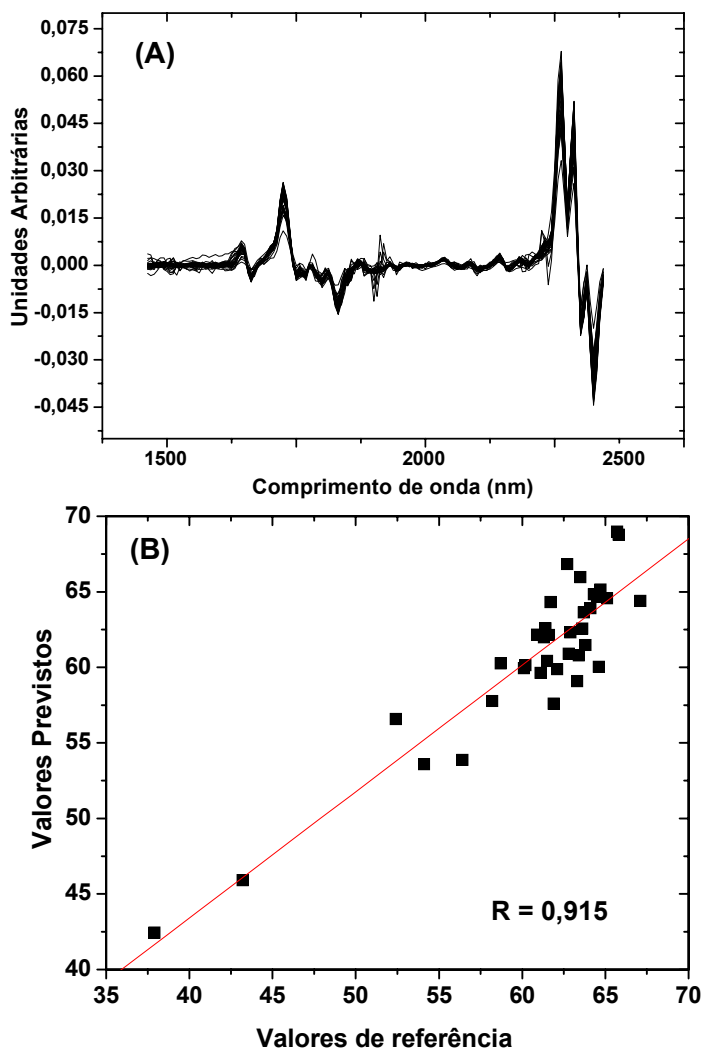 0,075
(A)
0,060
0,045
0,030
0,015
0,000
-0,015
-0,030
-0,045
Unidades Arbitrárias
1500 2000 2500
Comprimento de onda (nm)
70
(B)
65
60
55
50
45
40
Valores Previstos
R = 0,915
35 40 45 50 55 60 65 70
Valores de referência